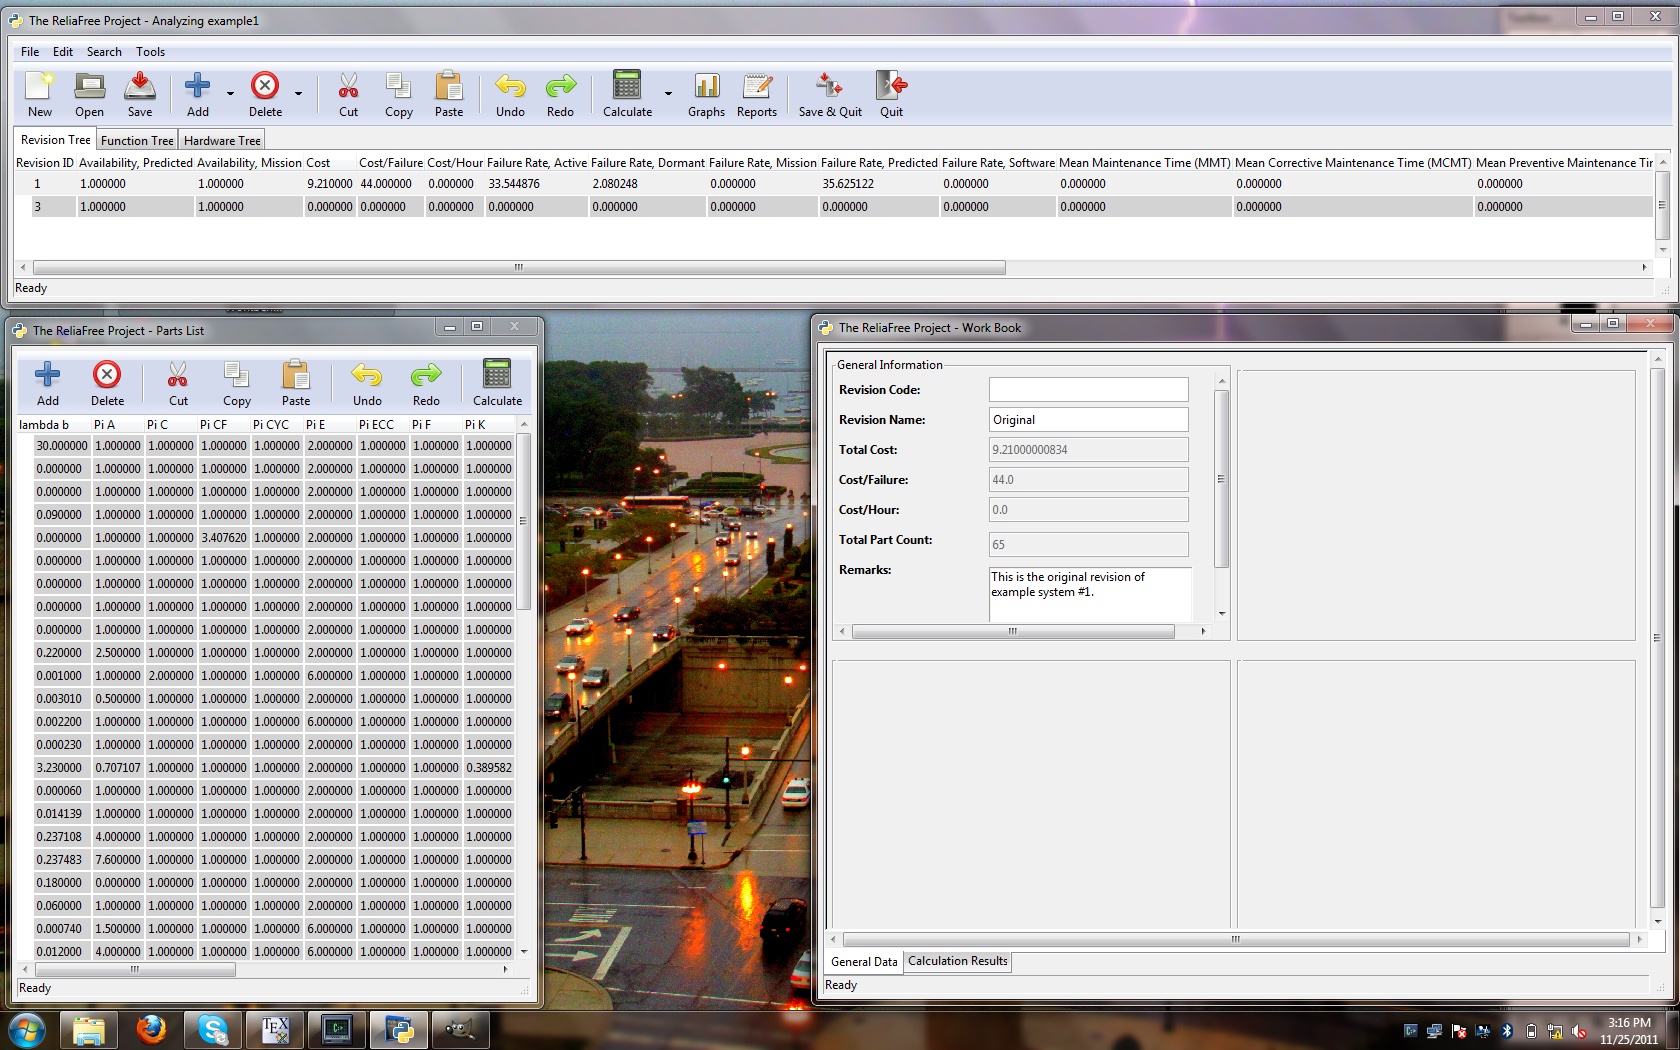 The ReliaFree Project - Analyzing example1
File Edit Search Tools
New Open Save Add Delete Cut Copy Paste Undo Redo Calculate Graphs Reports Save & Quit Quit
Revision Tree Function Tree Hardware Tree
Revision ID Availability, Predicted Availability, Mission Cost Cost/Failure Cost/Hour Failure Rate, Active Failure Rate, Dormant Failure Rate, Mission Failure Rate, Predicted Failure Rate, Software Mean Maintenance Time (MMT) Mean Corrective Maintenance Time (MCMT) Mean Preventive Maintenance Tir
1 1.000000 1.000000 9.210000 44.000000 0.000000 33.544876 2.080248 0.000000 35.625122 0.000000 0.000000 0.000000 0.000000
3 1.000000 1.000000 0.000000 0.000000 0.000000 0.000000 0.000000 0.000000 0.000000 0.000000 0.000000 0.000000 0.000000
Ready
The ReliaFree Project - Parts List
Add Delete Cut Copy Paste Undo Redo Calculate
lambda b Pi A Pi C Pi CF Pi CYC Pi E Pi ECC Pi F Pi K
30.000000 1.000000 1.000000 1.000000 1.000000 2.000000 1.000000 1.000000 1.000000
0.000000 1.000000 1.000000 1.000000 1.000000 2.000000 1.000000 1.000000 1.000000
0.000000 1.000000 1.000000 1.000000 1.000000 2.000000 1.000000 1.000000 1.000000
0.090000 1.000000 1.000000 1.000000 1.000000 2.000000 1.000000 1.000000 1.000000
0.000000 1.000000 1.000000 3.407620 1.000000 2.000000 1.000000 1.000000 1.000000
0.000000 1.000000 1.000000 1.000000 1.000000 2.000000 1.000000 1.000000 1.000000
0.000000 1.000000 1.000000 1.000000 1.000000 2.000000 1.000000 1.000000 1.000000
0.000000 1.000000 1.000000 1.000000 1.000000 2.000000 1.000000 1.000000 1.000000
0.000000 1.000000 1.000000 1.000000 1.000000 2.000000 1.000000 1.000000 1.000000
0.220000 2.500000 1.000000 1.000000 1.000000 2.000000 1.000000 1.000000 1.000000
0.001000 1.000000 2.000000 1.000000 1.000000 6.000000 1.000000 1.000000 1.000000
0.003010 0.500000 1.000000 1.000000 1.000000 2.000000 1.000000 1.000000 1.000000
0.002200 1.000000 1.000000 1.000000 1.000000 6.000000 1.000000 1.000000 1.000000
0.000230 1.000000 1.000000 1.000000 1.000000 2.000000 1.000000 1.000000 1.000000
3.230000 0.707107 1.000000 1.000000 1.000000 2.000000 1.000000 1.000000 0.389582
0.000060 1.000000 1.000000 1.000000 1.000000 2.000000 1.000000 1.000000 1.000000
0.014139 1.000000 1.000000 1.000000 1.000000 2.000000 1.000000 1.000000 1.000000
0.237108 4.000000 1.000000 1.000000 1.000000 2.000000 1.000000 1.000000 1.000000
0.237483 7.600000 1.000000 1.000000 1.000000 2.000000 1.000000 1.000000 1.000000
0.180000 0.000000 1.000000 1.000000 1.000000 2.000000 1.000000 1.000000 1.000000
0.060000 1.000000 1.000000 1.000000 1.000000 2.000000 1.000000 1.000000 1.000000
0.000740 1.500000 1.000000 1.000000 1.000000 6.000000 1.000000 1.000000 1.000000
0.012000 4.000000 1.000000 1.000000 1.000000 6.000000 1.000000 1.000000 1.000000
Ready
The ReliaFree Project - Work Book
General Information
Revision Code:
Revision Name: Original
Total Cost: 9.21000000834
Cost/Failure: 44.0
Cost/Hour: 0.0
Total Part Count: 65
Remarks: This is the original revision of
example system #1.
General Data Calculation Results
Ready
TEX
3:16 PM
11/25/2011